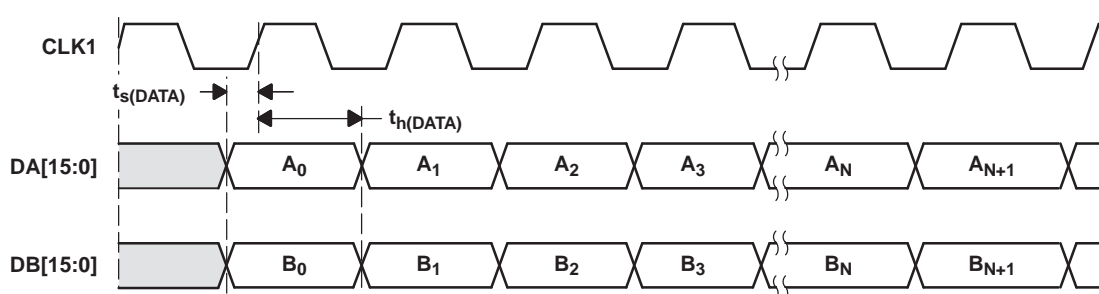 CLK1
ts(DATA)
th(DATA)
DA[15:0] A0 A1 A2 A3 AN AN+1
DB[15:0] B0 B1 B2 B3 BN BN+1